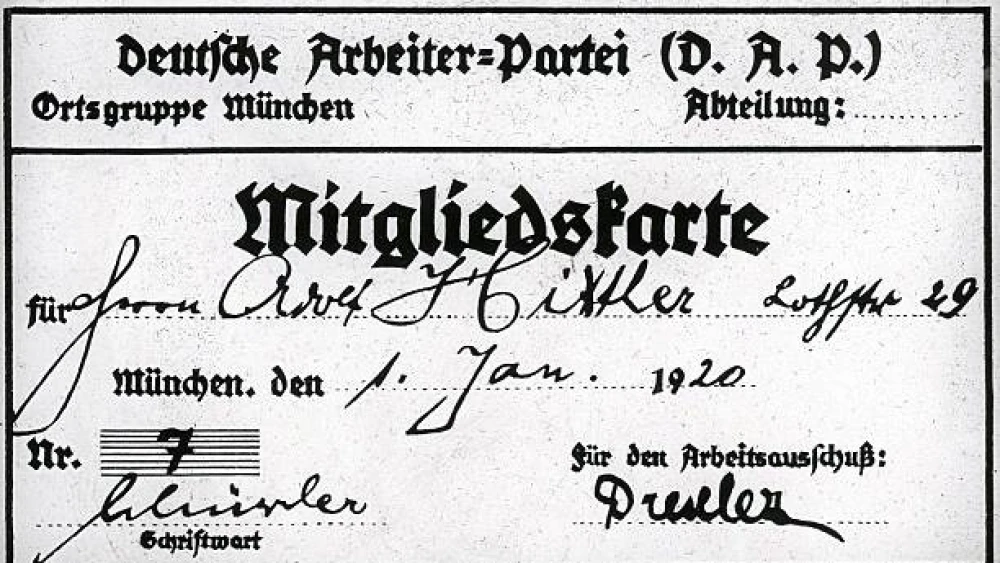 Deutsche Arbeiter=Partei (D. A. P.)
Ortsgruppe München Abteilung:
Mitgliedskarte
für Herrn Adolf Hittler Lothstr 29
München. den 1. Jan. 1920
Nr. 7 für den Arbeitsausschuß:
Schüssler Drexler
Schriftwart